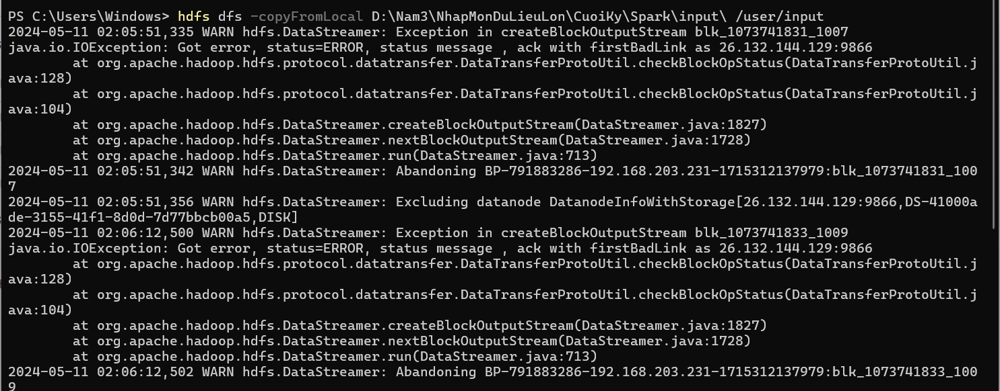 PS C:\Users\Windows> hdfs dfs -copyFromLocal D:\Nam3\NhapMonDuLieuLon\CuoiKy\Spark\input\ /user/input
2024-05-11 02:05:51,335 WARN hdfs.DataStreamer: Exception in createBlockOutputStream blk_1073741831_1007
java.io.IOException: Got error, status=ERROR, status message , ack with firstBadLink as 26.132.144.129:9866
        at org.apache.hadoop.hdfs.protocol.datatransfer.DataTransferProtoUtil.checkBlockOpStatus(DataTransferProtoUtil.j
ava:128)
        at org.apache.hadoop.hdfs.protocol.datatransfer.DataTransferProtoUtil.checkBlockOpStatus(DataTransferProtoUtil.j
ava:104)
        at org.apache.hadoop.hdfs.DataStreamer.createBlockOutputStream(DataStreamer.java:1827)
        at org.apache.hadoop.hdfs.DataStreamer.nextBlockOutputStream(DataStreamer.java:1728)
        at org.apache.hadoop.hdfs.DataStreamer.run(DataStreamer.java:713)
2024-05-11 02:05:51,342 WARN hdfs.DataStreamer: Abandoning BP-791883286-192.168.203.231-1715312137979:blk_1073741831_100
7
2024-05-11 02:05:51,356 WARN hdfs.DataStreamer: Excluding datanode DatanodeInfoWithStorage[26.132.144.129:9866,DS-41000a
de-3155-41f1-8d0d-7d77bbcb00a5,DISK]
2024-05-11 02:06:12,500 WARN hdfs.DataStreamer: Exception in createBlockOutputStream blk_1073741833_1009
java.io.IOException: Got error, status=ERROR, status message , ack with firstBadLink as 26.132.144.129:9866
        at org.apache.hadoop.hdfs.protocol.datatransfer.DataTransferProtoUtil.checkBlockOpStatus(DataTransferProtoUtil.j
ava:128)
        at org.apache.hadoop.hdfs.protocol.datatransfer.DataTransferProtoUtil.checkBlockOpStatus(DataTransferProtoUtil.j
ava:104)
        at org.apache.hadoop.hdfs.DataStreamer.createBlockOutputStream(DataStreamer.java:1827)
        at org.apache.hadoop.hdfs.DataStreamer.nextBlockOutputStream(DataStreamer.java:1728)
        at org.apache.hadoop.hdfs.DataStreamer.run(DataStreamer.java:713)
2024-05-11 02:06:12,502 WARN hdfs.DataStreamer: Abandoning BP-791883286-192.168.203.231-1715312137979:blk_1073741833_100
9